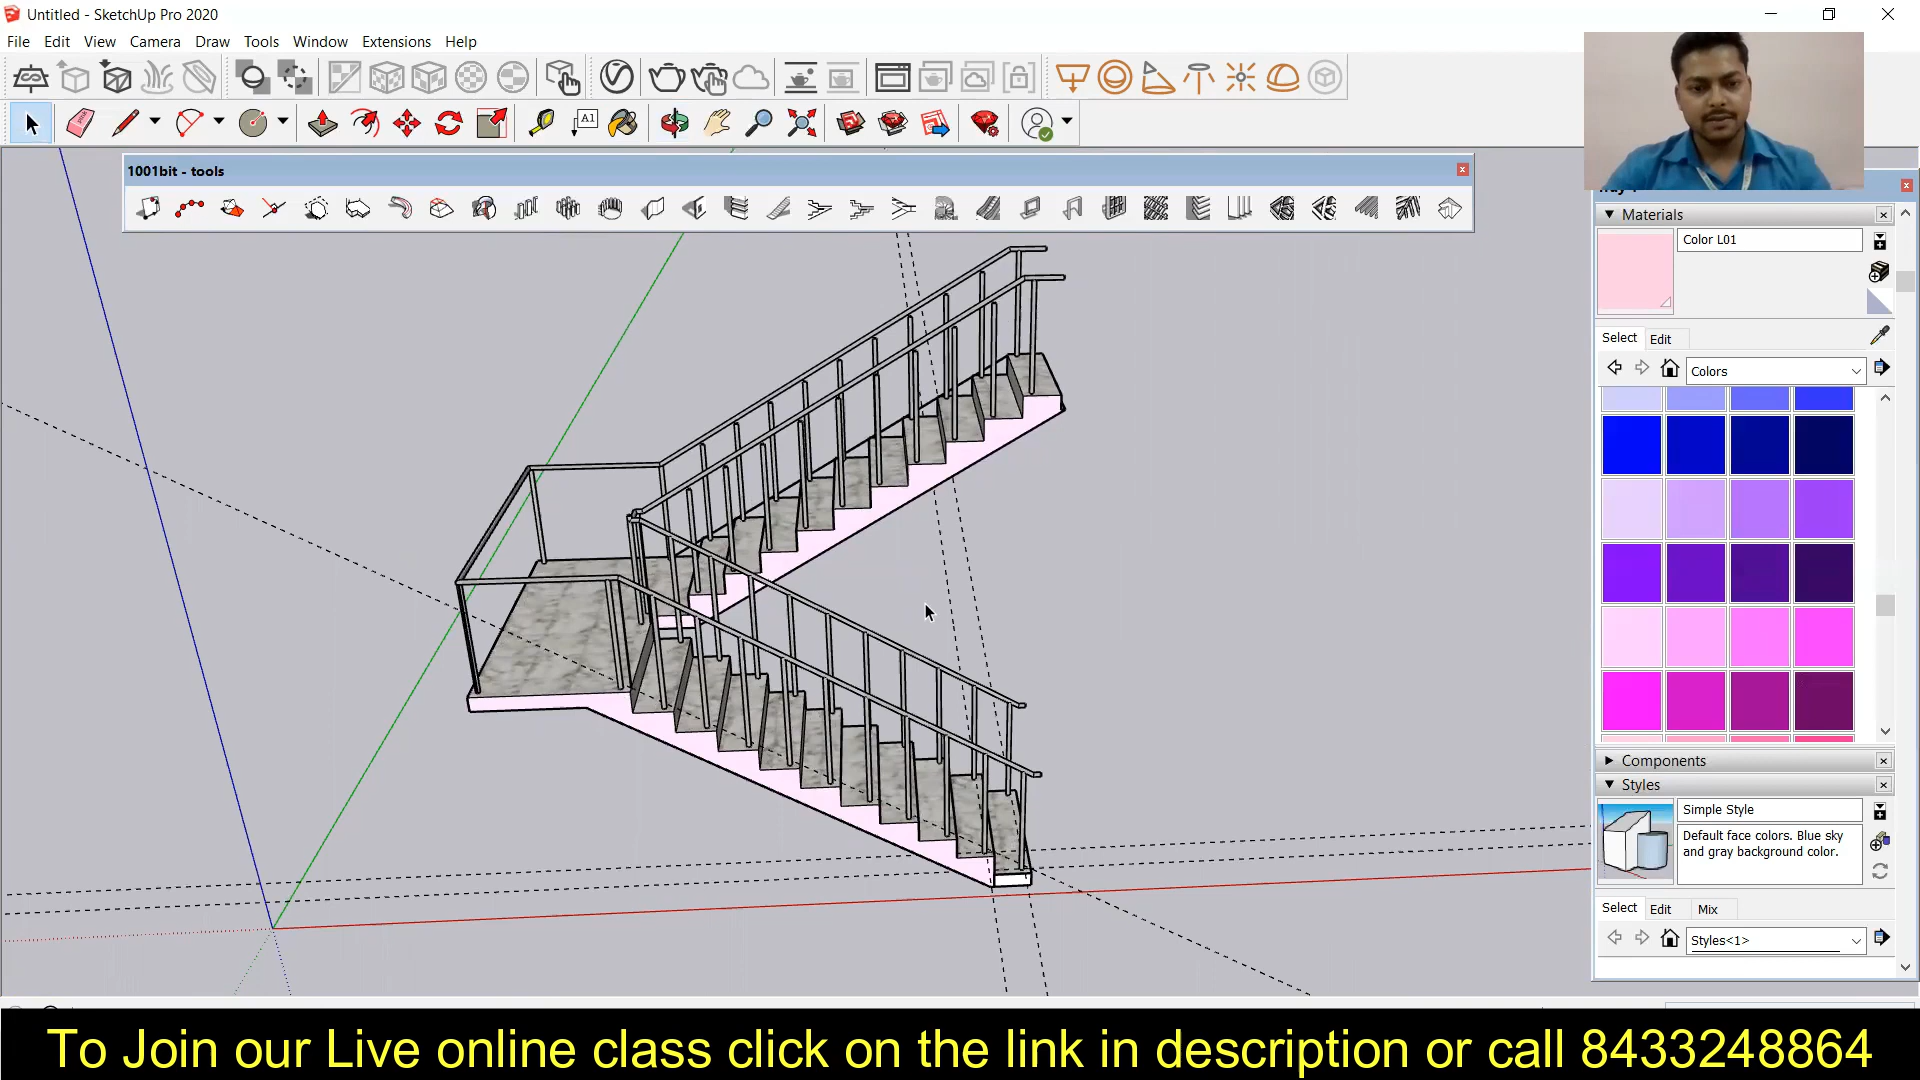 Untitled - SketchUp Pro 2020
File Edit View Camera Draw Tools Window Extensions Help
A1
1001bit - tools
Materials
Color L01
Select Edit
Colors
Components
Styles
Simple Style
Default face colors. Blue sky
and gray background color.
Select Edit Mix
Styles<1>
To Join our Live online class click on the link in description or call 8433248864